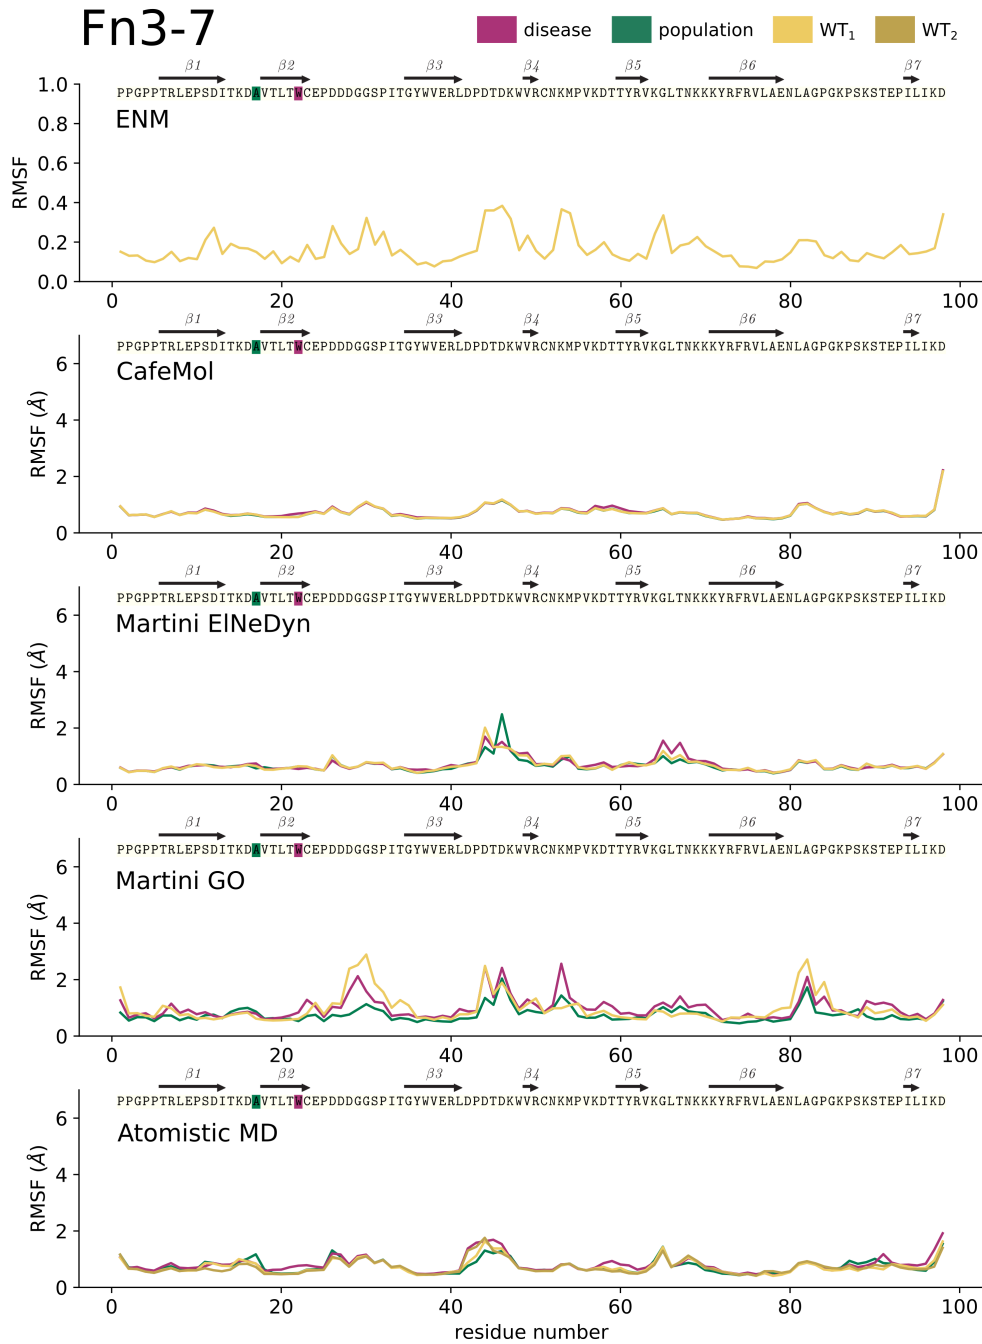 Fn3-7
disease population WT1 WT2
β1 β2 β3 β4 β5 β6 β7
PPGPPTRLEPSDITKDAVTLTWCEPDDDGGSPITGYWVERLDPDTDKWVRCNKMPVKDTTYRVKGLTNKKKYRFRVLAENLAGPGKPSKSTEPILIKD
ENM
RMSF
1.0
0.8
0.6
0.4
0.2
0.0
0 20 40 60 80 100
β1 β2 β3 β4 β5 β6 β7
PPGPPTRLEPSDITKDAVTLTWCEPDDDGGSPITGYWVERLDPDTDKWVRCNKMPVKDTTYRVKGLTNKKKYRFRVLAENLAGPGKPSKSTEPILIKD
CafeMol
RMSF (Å)
6
4
2
0
0 20 40 60 80 100
β1 β2 β3 β4 β5 β6 β7
PPGPPTRLEPSDITKDAVTLTWCEPDDDGGSPITGYWVERLDPDTDKWVRCNKMPVKDTTYRVKGLTNKKKYRFRVLAENLAGPGKPSKSTEPILIKD
Martini ElNeDyn
RMSF (Å)
6
4
2
0
0 20 40 60 80 100
β1 β2 β3 β4 β5 β6 β7
PPGPPTRLEPSDITKDAVTLTWCEPDDDGGSPITGYWVERLDPDTDKWVRCNKMPVKDTTYRVKGLTNKKKYRFRVLAENLAGPGKPSKSTEPILIKD
Martini GO
RMSF (Å)
6
4
2
0
0 20 40 60 80 100
β1 β2 β3 β4 β5 β6 β7
PPGPPTRLEPSDITKDAVTLTWCEPDDDGGSPITGYWVERLDPDTDKWVRCNKMPVKDTTYRVKGLTNKKKYRFRVLAENLAGPGKPSKSTEPILIKD
Atomistic MD
RMSF (Å)
6
4
2
0
0 20 40 60 80 100
residue number